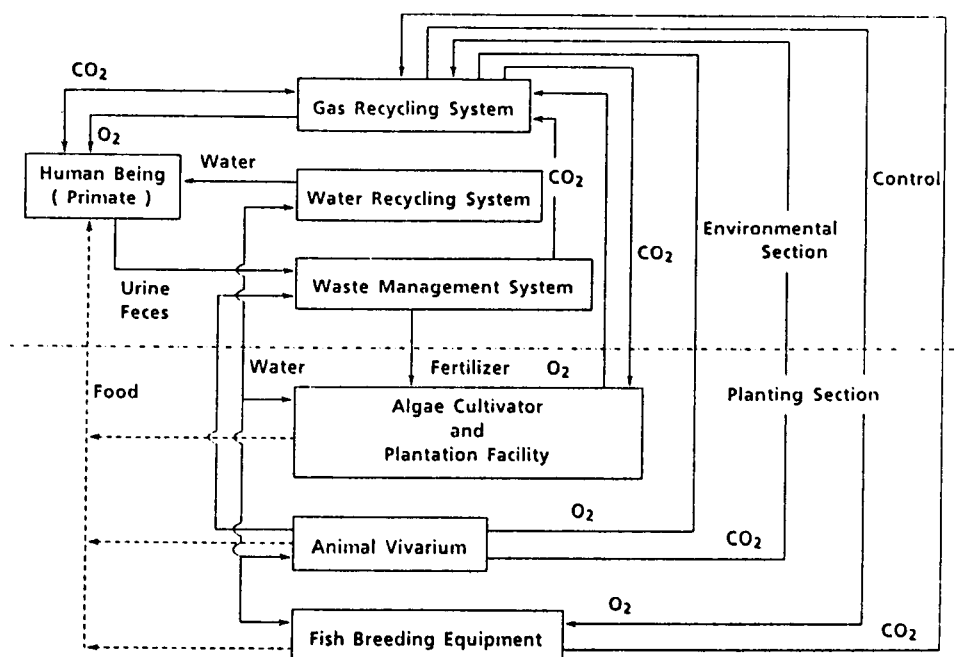 CO2
Gas Recycling System
O2
Water
Human Being
( Primate )
CO2
Control
Water Recycling System
Environmental
Section
CO2
Waste Management System
Urine
Feces
Water
Fertilizer
O2
Food
Planting Section
Algae Cultivator
and
Plantation Facility
O2
Animal Vivarium
CO2
O2
Fish Breeding Equipment
CO2